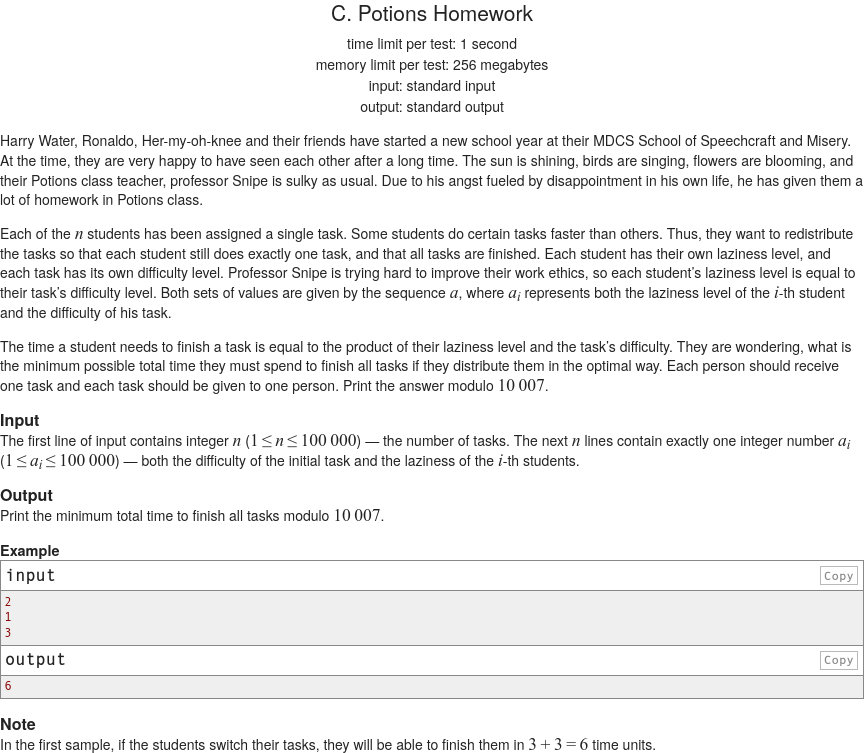 C. Potions Homework
time limit per test: 1 second
memory limit per test: 256 megabytes
input: standard input
output: standard output
Harry Water, Ronaldo, Her-my-oh-knee and their friends have started a new school year at their MDCS School of Speechcraft and Misery.
At the time, they are very happy to have seen each other after a long time. The sun is shining, birds are singing, flowers are blooming, and
their Potions class teacher, professor Snipe is sulky as usual. Due to his angst fueled by disappointment in his own life, he has given them a
lot of homework in Potions class.
Each of the n students has been assigned a single task. Some students do certain tasks faster than others. Thus, they want to redistribute
the tasks so that each student still does exactly one task, and that all tasks are finished. Each student has their own laziness level, and
each task has its own difficulty level. Professor Snipe is trying hard to improve their work ethics, so each student's laziness level is equal to
their task's difficulty level. Both sets of values are given by the sequence a, where a_i represents both the laziness level of the i-th student
and the difficulty of his task.
The time a student needs to finish a task is equal to the product of their laziness level and the task's difficulty. They are wondering, what is
the minimum possible total time they must spend to finish all tasks if they distribute them in the optimal way. Each person should receive
one task and each task should be given to one person. Print the answer modulo 10 007.
Input
The first line of input contains integer n (1 ≤ n ≤ 100 000) — the number of tasks. The next n lines contain exactly one integer number a_i
(1 ≤ a_i ≤ 100 000) — both the difficulty of the initial task and the laziness of the i-th students.
Output
Print the minimum total time to finish all tasks modulo 10 007.
Example
input Copy
2
1
3
output Copy
6
Note
In the first sample, if the students switch their tasks, they will be able to finish them in 3 + 3 = 6 time units.